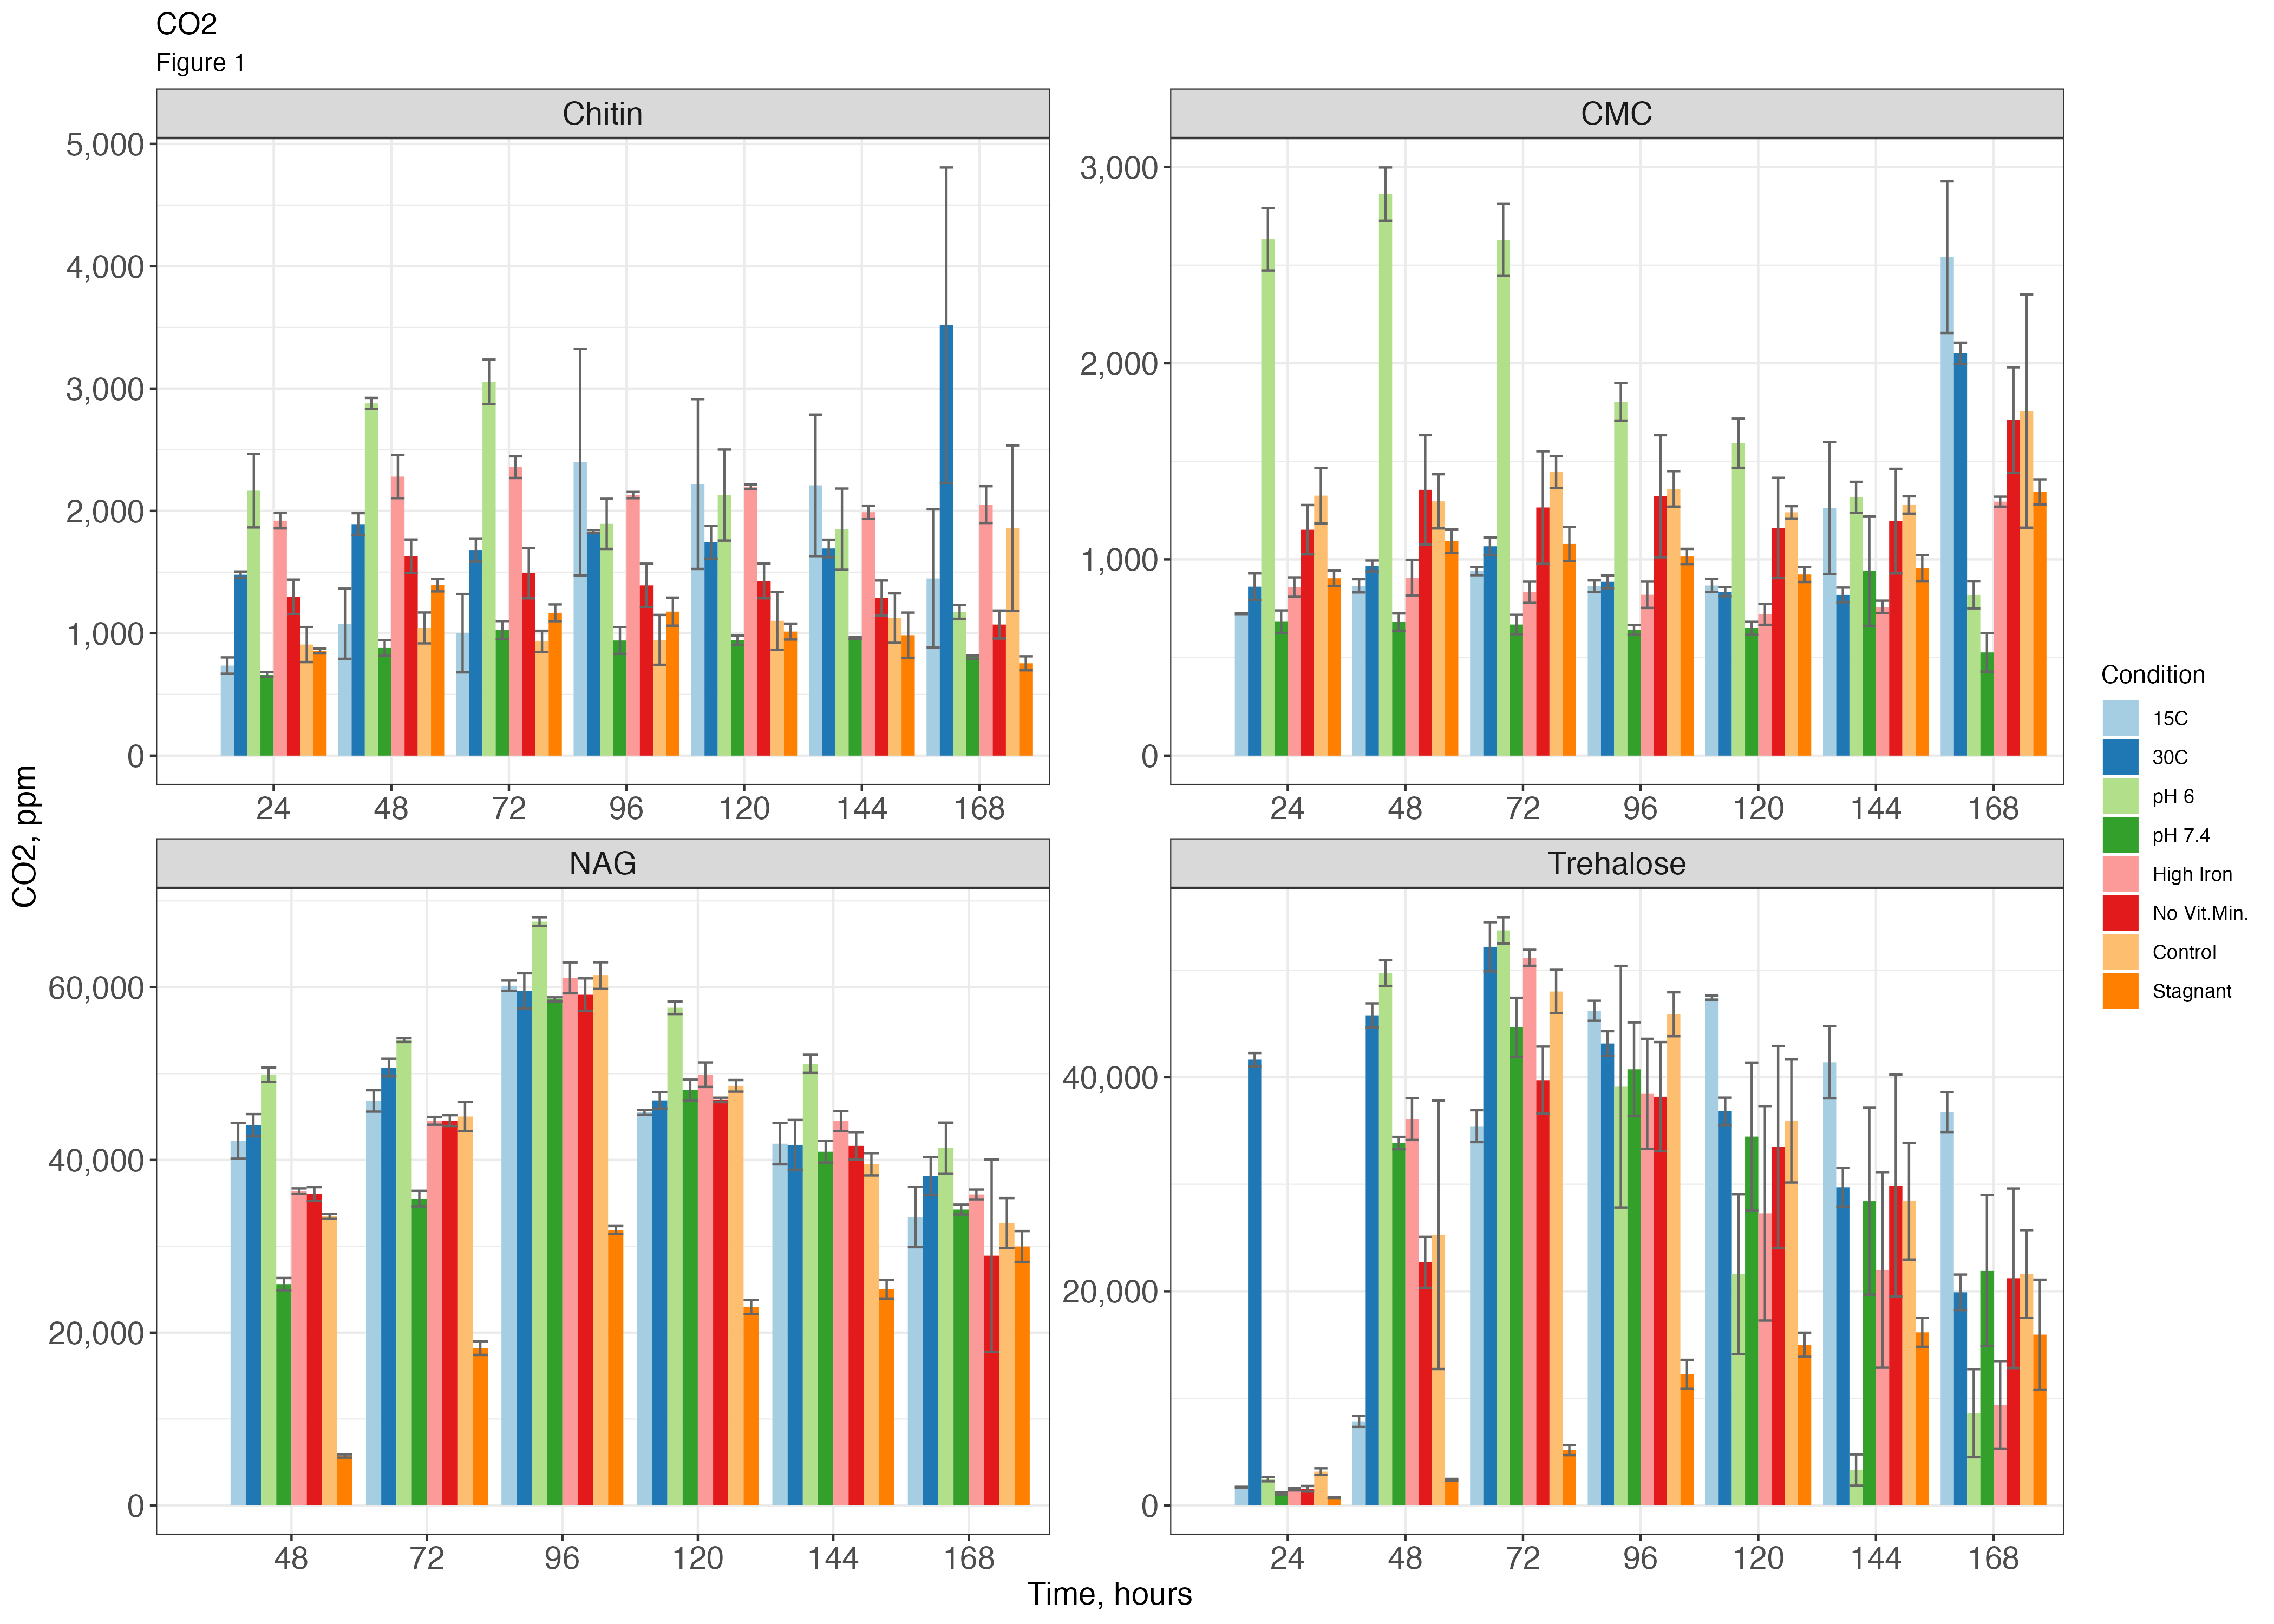 CO2
Figure 1
Chitin
5,000
4,000
3,000
2,000
1,000
0
24 48 72 96 120 144 168
CMC
3,000
2,000
1,000
0
24 48 72 96 120 144 168
NAG
60,000
40,000
20,000
0
48 72 96 120 144 168
Trehalose
40,000
20,000
0
24 48 72 96 120 144 168
CO2, ppm
Time, hours
Condition
15C
30C
pH 6
pH 7.4
High Iron
No Vit.Min.
Control
Stagnant